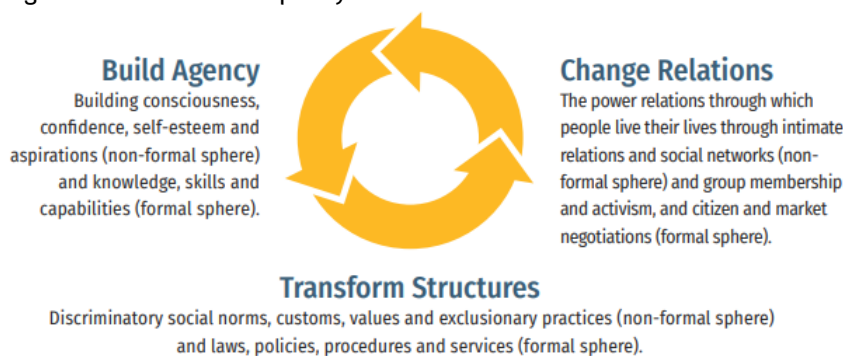 Build Agency
Building consciousness,
confidence, self-esteem and
aspirations (non-formal sphere)
and knowledge, skills and
capabilities (formal sphere).
Change Relations
The power relations through which
people live their lives through intimate
relations and social networks (non-
formal sphere) and group membership
and activism, and citizen and market
negotiations (formal sphere).
Transform Structures
Discriminatory social norms, customs, values and exclusionary practices (non-formal sphere)
and laws, policies, procedures and services (formal sphere).